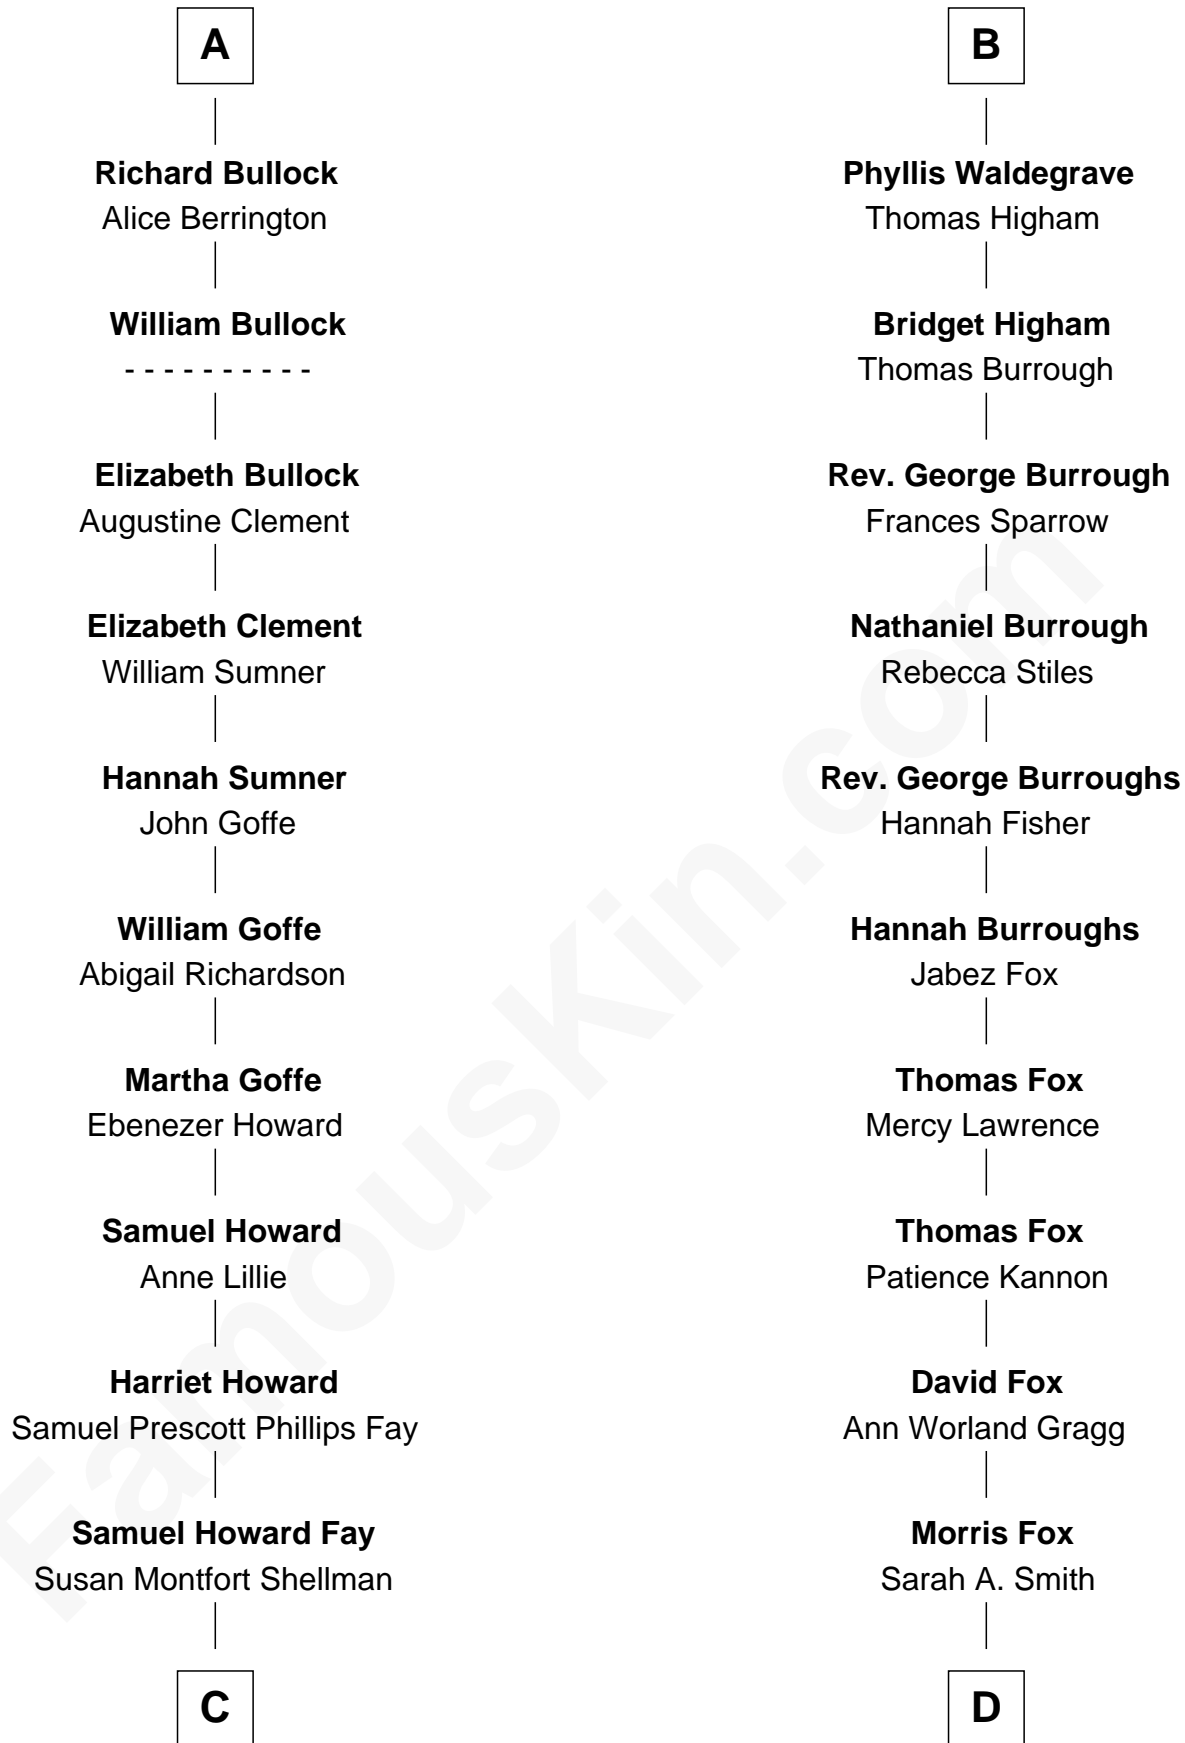 A
Richard Bullock
Alice Berrington
William Bullock
- - - - - - - - - -
Elizabeth Bullock
Augustine Clement
Elizabeth Clement
William Sumner
Hannah Sumner
John Goffe
William Goffe
Abigail Richardson
Martha Goffe
Ebenezer Howard
Samuel Howard
Anne Lillie
Harriet Howard
Samuel Prescott Phillips Fay
Samuel Howard Fay
Susan Montfort Shellman
C
B
Phyllis Waldegrave
Thomas Higham
Bridget Higham
Thomas Burrough
Rev. George Burrough
Frances Sparrow
Nathaniel Burrough
Rebecca Stiles
Rev. George Burroughs
Hannah Fisher
Hannah Burroughs
Jabez Fox
Thomas Fox
Mercy Lawrence
Thomas Fox
Patience Kannon
David Fox
Ann Worland Gragg
Morris Fox
Sarah A. Smith
D
FamousKin.com